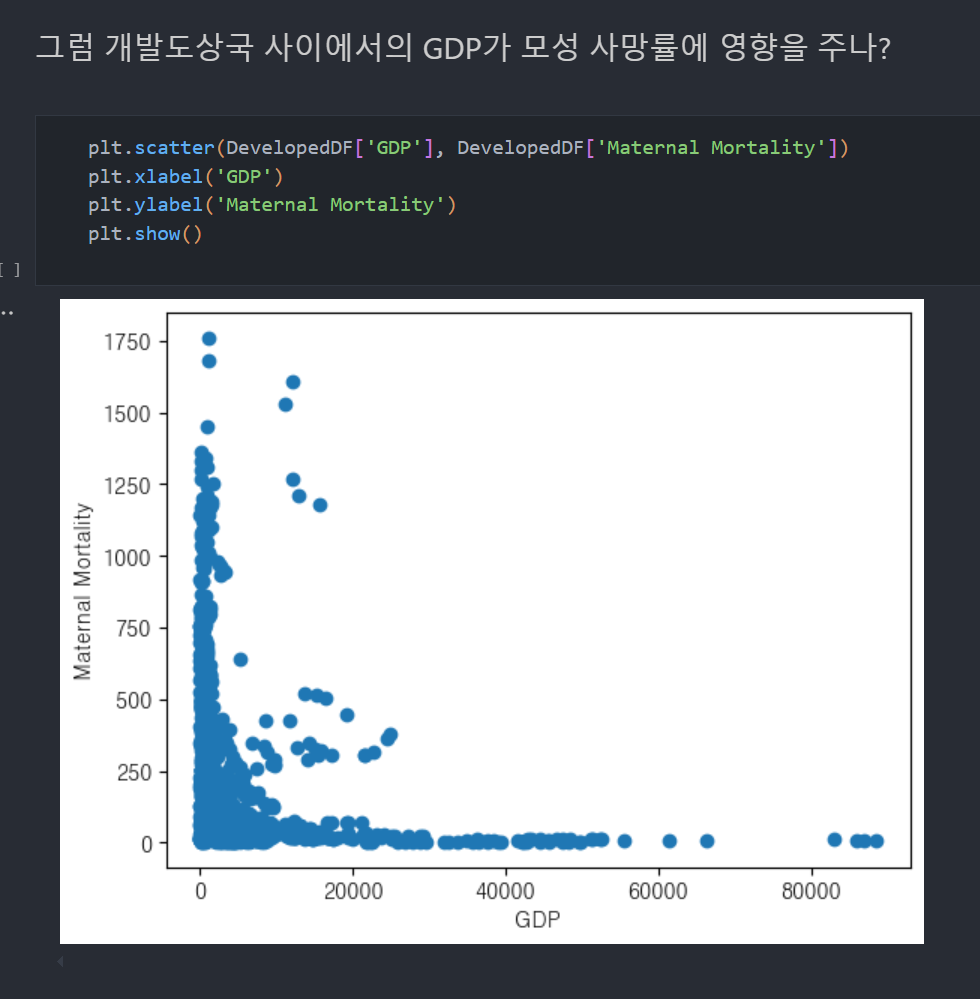 그럼 개발도상국 사이에서의 GDP가 모성 사망률에 영향을 주나?
plt.scatter(DevelopedDF['GDP'], DevelopedDF['Maternal Mortality'])
plt.xlabel('GDP')
plt.ylabel('Maternal Mortality')
plt.show()
[ ]
1750
1500
1250
1000
750
500
250
0
Maternal Mortality
0 20000 40000 60000 80000
GDP